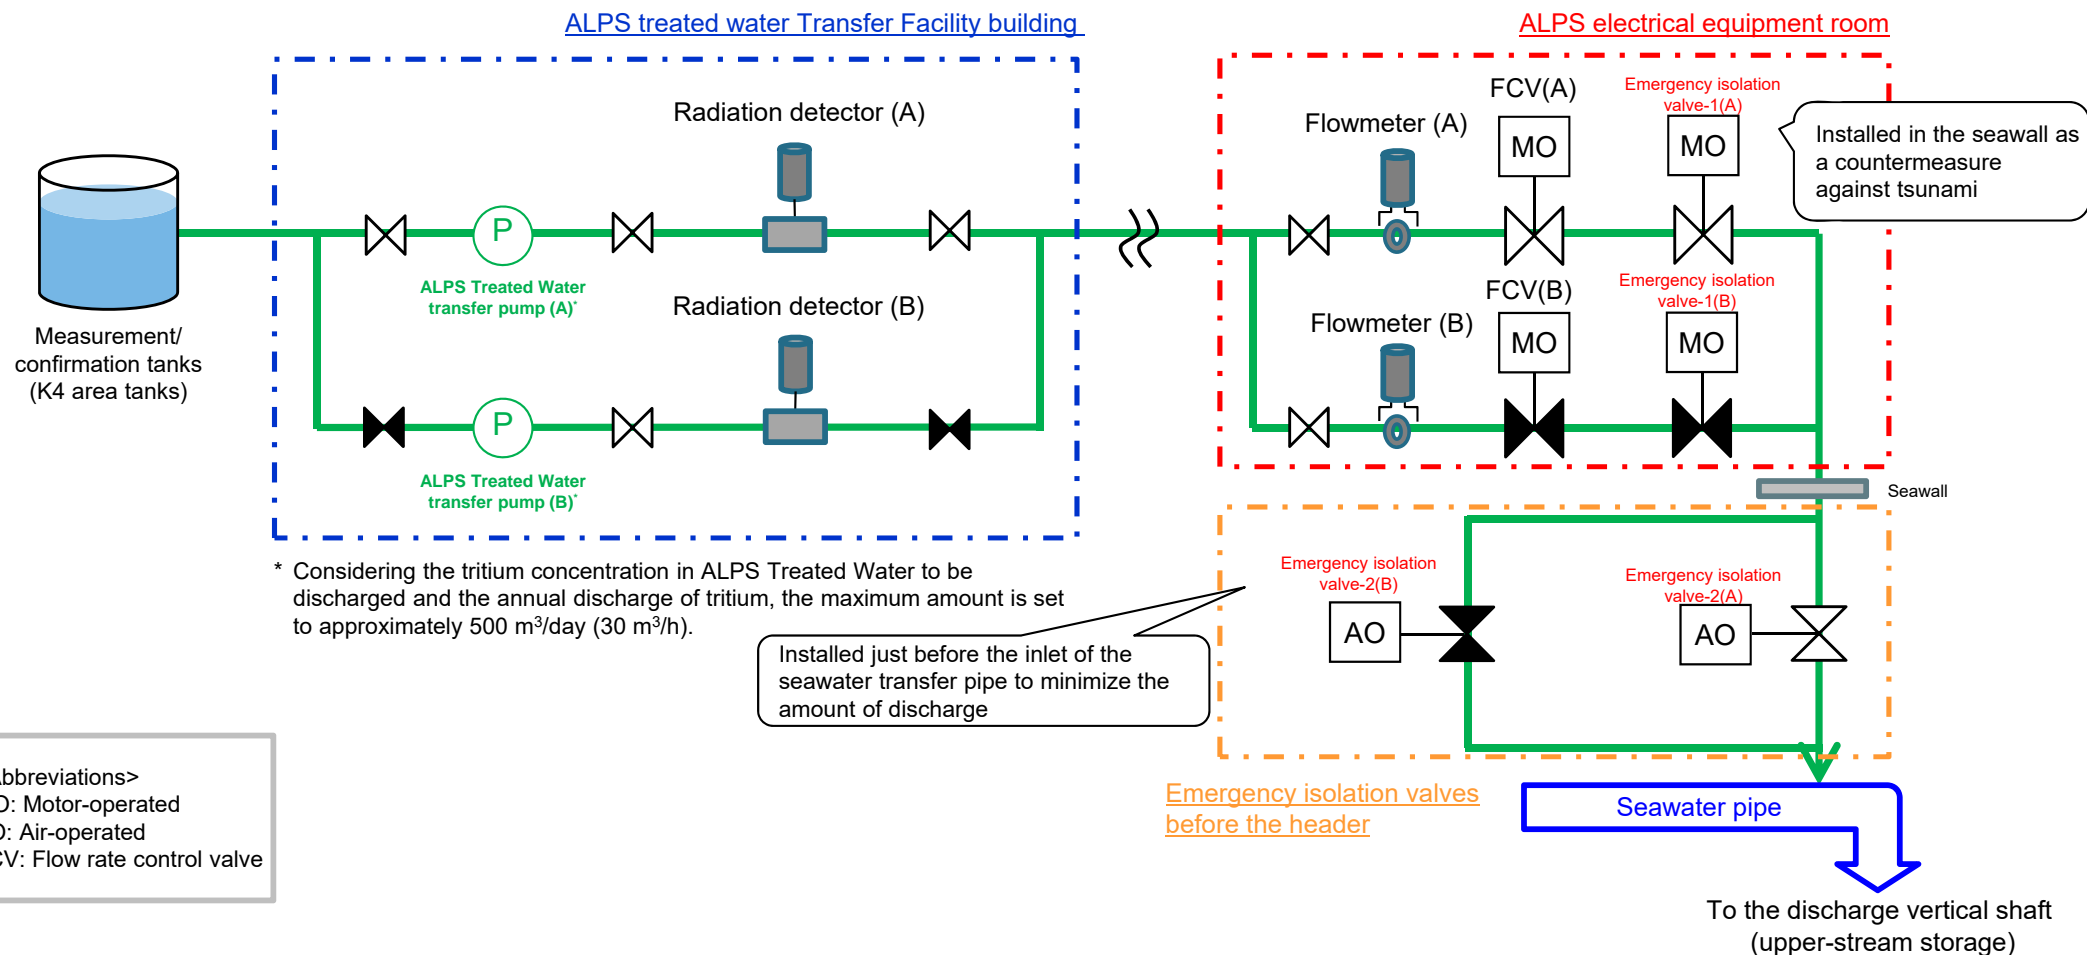 ALPS treated water Transfer Facility building
ALPS electrical equipment room
Radiation detector (A)
P
ALPS Treated Water
transfer pump (A)*
Radiation detector (B)
P
ALPS Treated Water
transfer pump (B)*
Measurement/
confirmation tanks
(K4 area tanks)
Flowmeter (A)
FCV(A)
MO
Emergency isolation
valve-1(A)
MO
Installed in the seawall as
a countermeasure
against tsunami
Flowmeter (B)
FCV(B)
MO
Emergency isolation
valve-1(B)
MO
Seawall
* Considering the tritium concentration in ALPS Treated Water to be
discharged and the annual discharge of tritium, the maximum amount is set
to approximately 500 m³/day (30 m³/h).
Installed just before the inlet of the
seawater transfer pipe to minimize the
amount of discharge
Emergency isolation
valve-2(B)
AO
Emergency isolation
valve-2(A)
AO
Emergency isolation valves
before the header
Seawater pipe
To the discharge vertical shaft
(upper-stream storage)
bbreviations>
O: Motor-operated
O: Air-operated
CV: Flow rate control valve